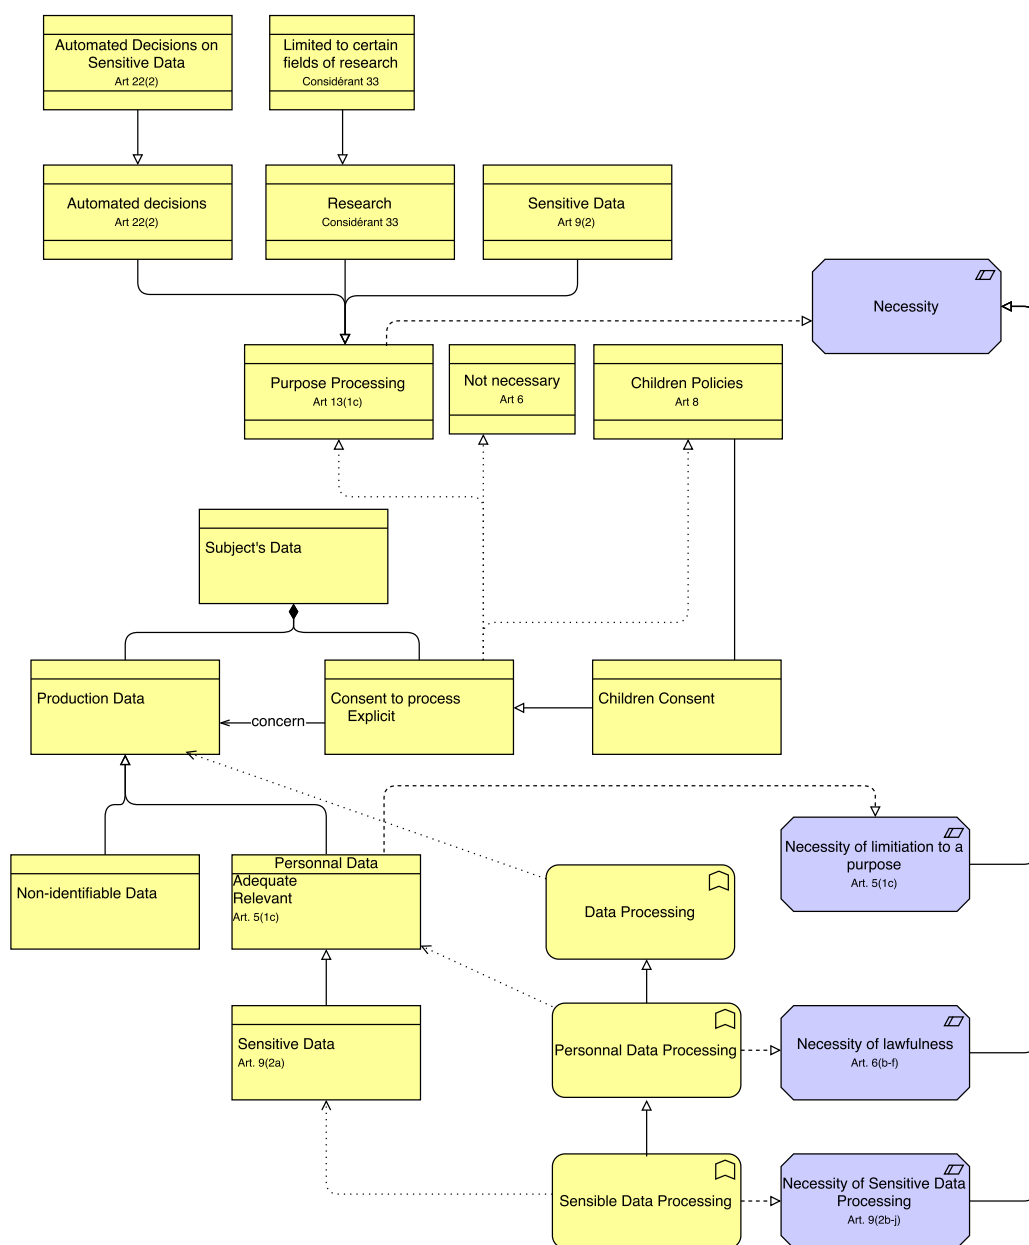 Automated Decisions on
Sensitive Data
Art 22(2)
Limited to certain
fields of research
Considérant 33
Automated decisions
Art 22(2)
Research
Considérant 33
Sensitive Data
Art 9(2)
Necessity
Purpose Processing
Art 13(1c)
Not necessary
Art 6
Children Policies
Art 8
Subject's Data
Production Data
concern
Consent to process
Explicit
Children Consent
Non-identifiable Data
Personnal Data
Adequate
Relevant
Art. 5(1c)
Data Processing
Necessity of limitiation to a
purpose
Art. 5(1c)
Sensitive Data
Art. 9(2a)
Personnal Data Processing
Necessity of lawfulness
Art. 6(b-f)
Sensible Data Processing
Necessity of Sensitive Data
Processing
Art. 9(2b-j)